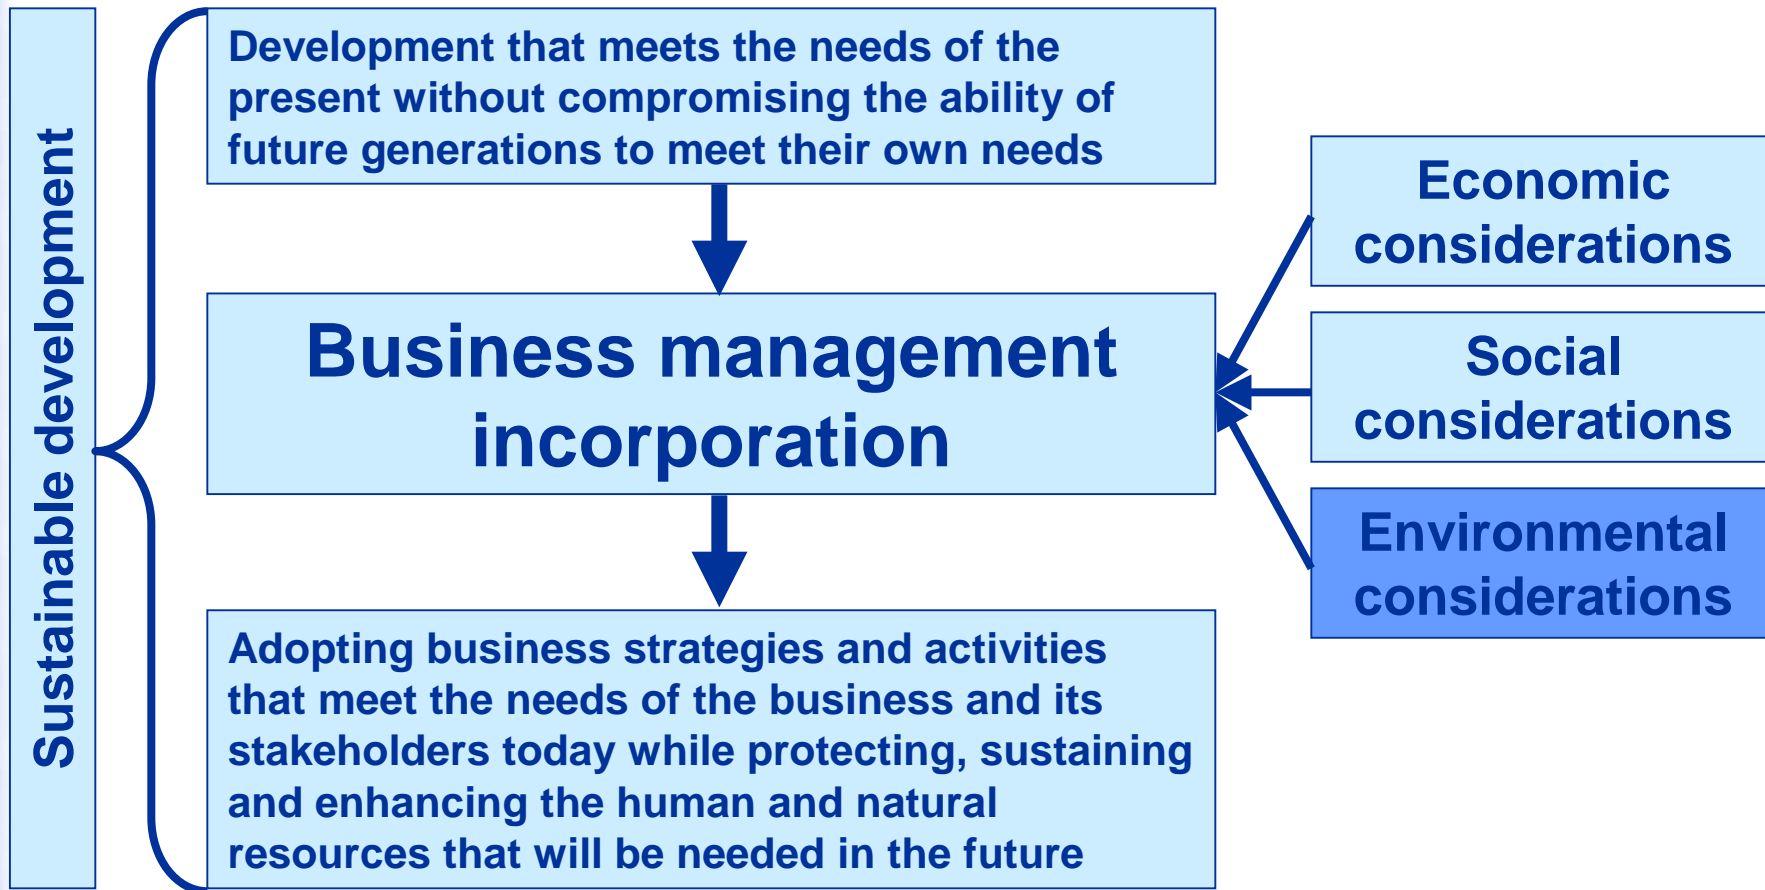 Sustainable development
Development that meets the needs of the
present without compromising the ability of
future generations to meet their own needs
Business management
incorporation
Adopting business strategies and activities
that meet the needs of the business and its
stakeholders today while protecting, sustaining
and enhancing the human and natural
resources that will be needed in the future
Economic
considerations
Social
considerations
Environmental
considerations